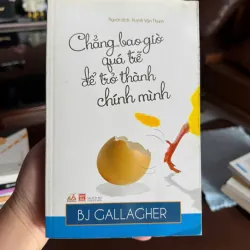 Chẳng bao giờ
quá trễ
để trở thành
chính mình
BJ GALLAGHER